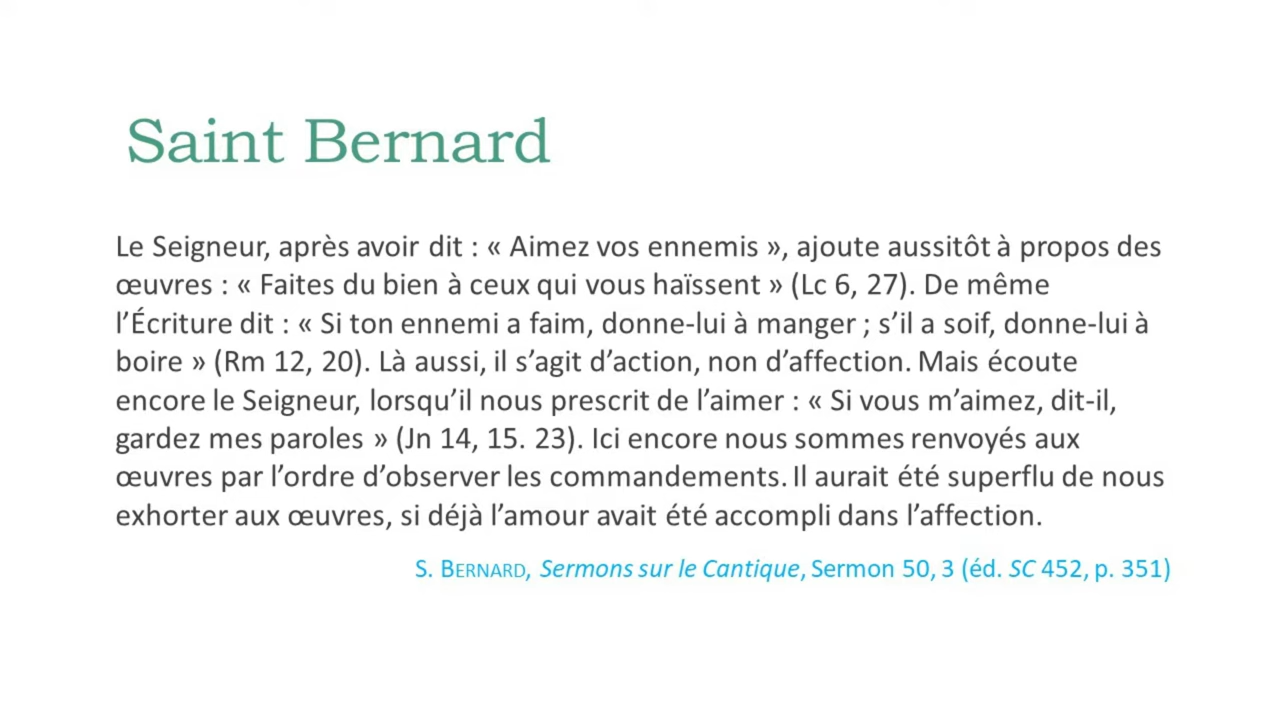 Saint Bernard
Le Seigneur, après avoir dit : « Aimez vos ennemis », ajoute aussitôt à propos des
œuvres : « Faites du bien à ceux qui vous haïssent » (Lc 6, 27). De même
l’Écriture dit : « Si ton ennemi a faim, donne-lui à manger ; s’il a soif, donne-lui à
boire » (Rm 12, 20). Là aussi, il s’agit d’action, non d’affection. Mais écoute
encore le Seigneur, lorsqu’il nous prescrit de l’aimer : « Si vous m’aimez, dit-il,
gardez mes paroles » (Jn 14, 15. 23). Ici encore nous sommes renvoyés aux
œuvres par l’ordre d’observer les commandements. Il aurait été superflu de nous
exhorter aux œuvres, si déjà l’amour avait été accompli dans l’affection.
S. BERNARD, Sermons sur le Cantique, Sermon 50, 3 (éd. SC 452, p. 351)